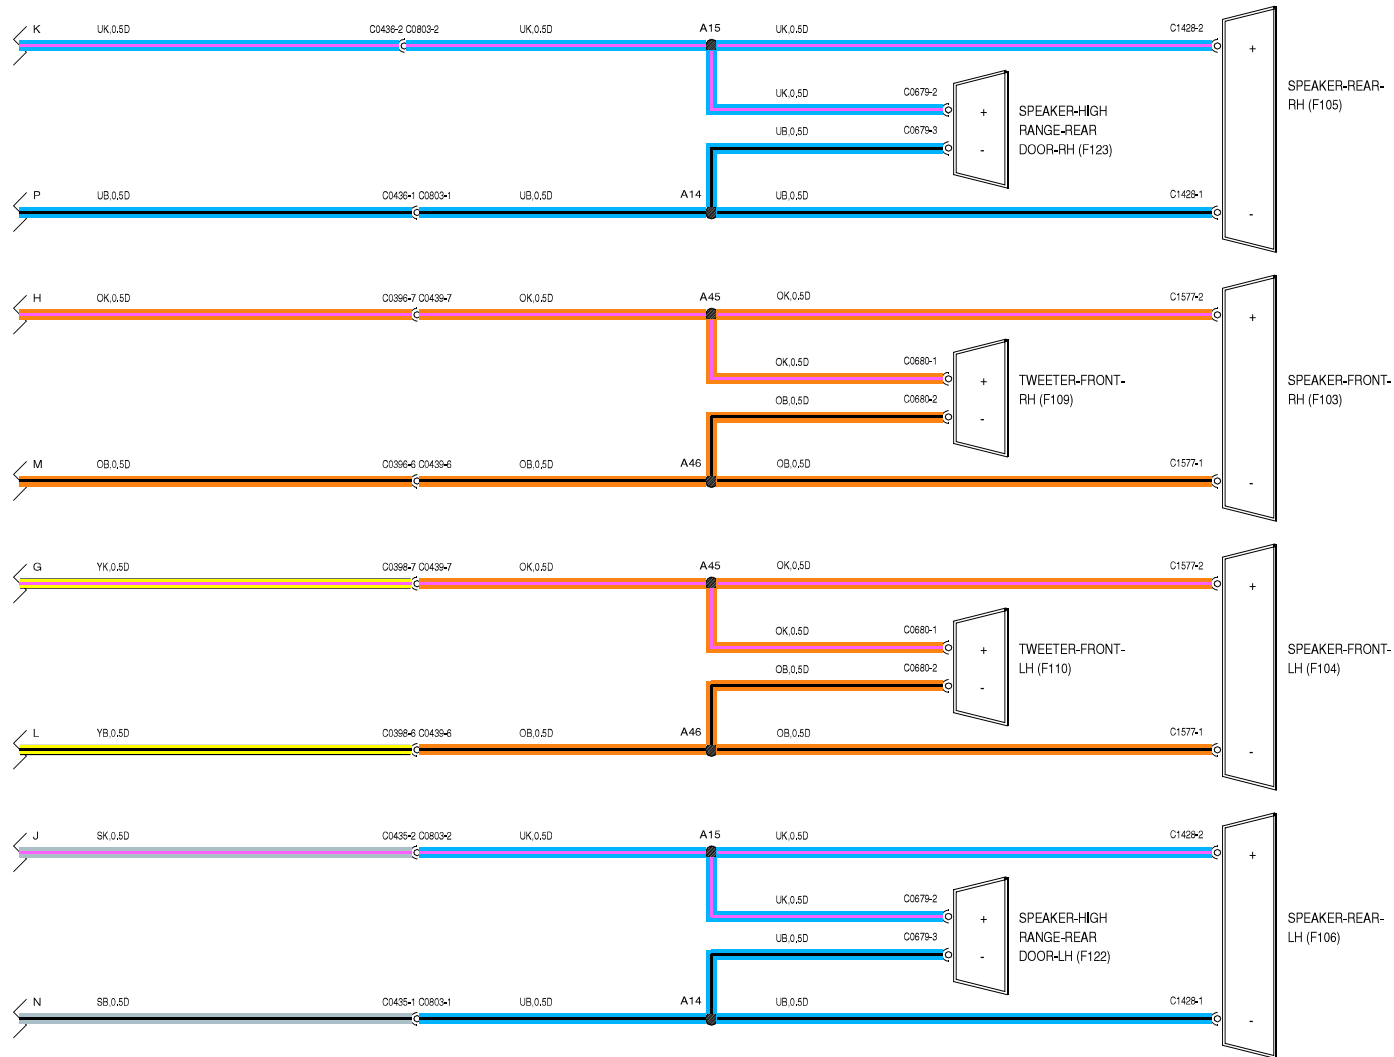 K UK,0.5D C0436-2 C0803-2 UK,0.5D A15 UK,0.5D C1428-2
+
SPEAKER-REAR-
RH (F105)
UK,0.5D C0679-2
+
SPEAKER-HIGH
RANGE-REAR
DOOR-RH (F123)
UB,0.5D C0679-3
-
P UB,0.5D C0436-1 C0803-1 UB,0.5D A14 UB,0.5D C1428-1
-
H OK,0.5D C0396-7 C0439-7 OK,0.5D A45 OK,0.5D C1577-2
+
OK,0.5D C0680-1
+
TWEETER-FRONT-
RH (F109)
SPEAKER-FRONT-
RH (F103)
OB,0.5D C0680-2
-
M OB,0.5D C0396-6 C0439-6 OB,0.5D A46 OB,0.5D C1577-1
-
G YK,0.5D C0398-7 C0439-7 OK,0.5D A45 OK,0.5D C1577-2
+
OK,0.5D C0680-1
+
TWEETER-FRONT-
LH (F110)
SPEAKER-FRONT-
LH (F104)
OB,0.5D C0680-2
-
L YB,0.5D C0398-6 C0439-6 OB,0.5D A46 OB,0.5D C1577-1
-
J SK,0.5D C0435-2 C0803-2 UK,0.5D A15 UK,0.5D C1428-2
+
UK,0.5D C0679-2
+
SPEAKER-HIGH
RANGE-REAR
DOOR-LH (F122)
SPEAKER-REAR-
LH (F106)
UB,0.5D C0679-3
-
N SB,0.5D C0435-1 C0803-1 UB,0.5D A14 UB,0.5D C1428-1
-